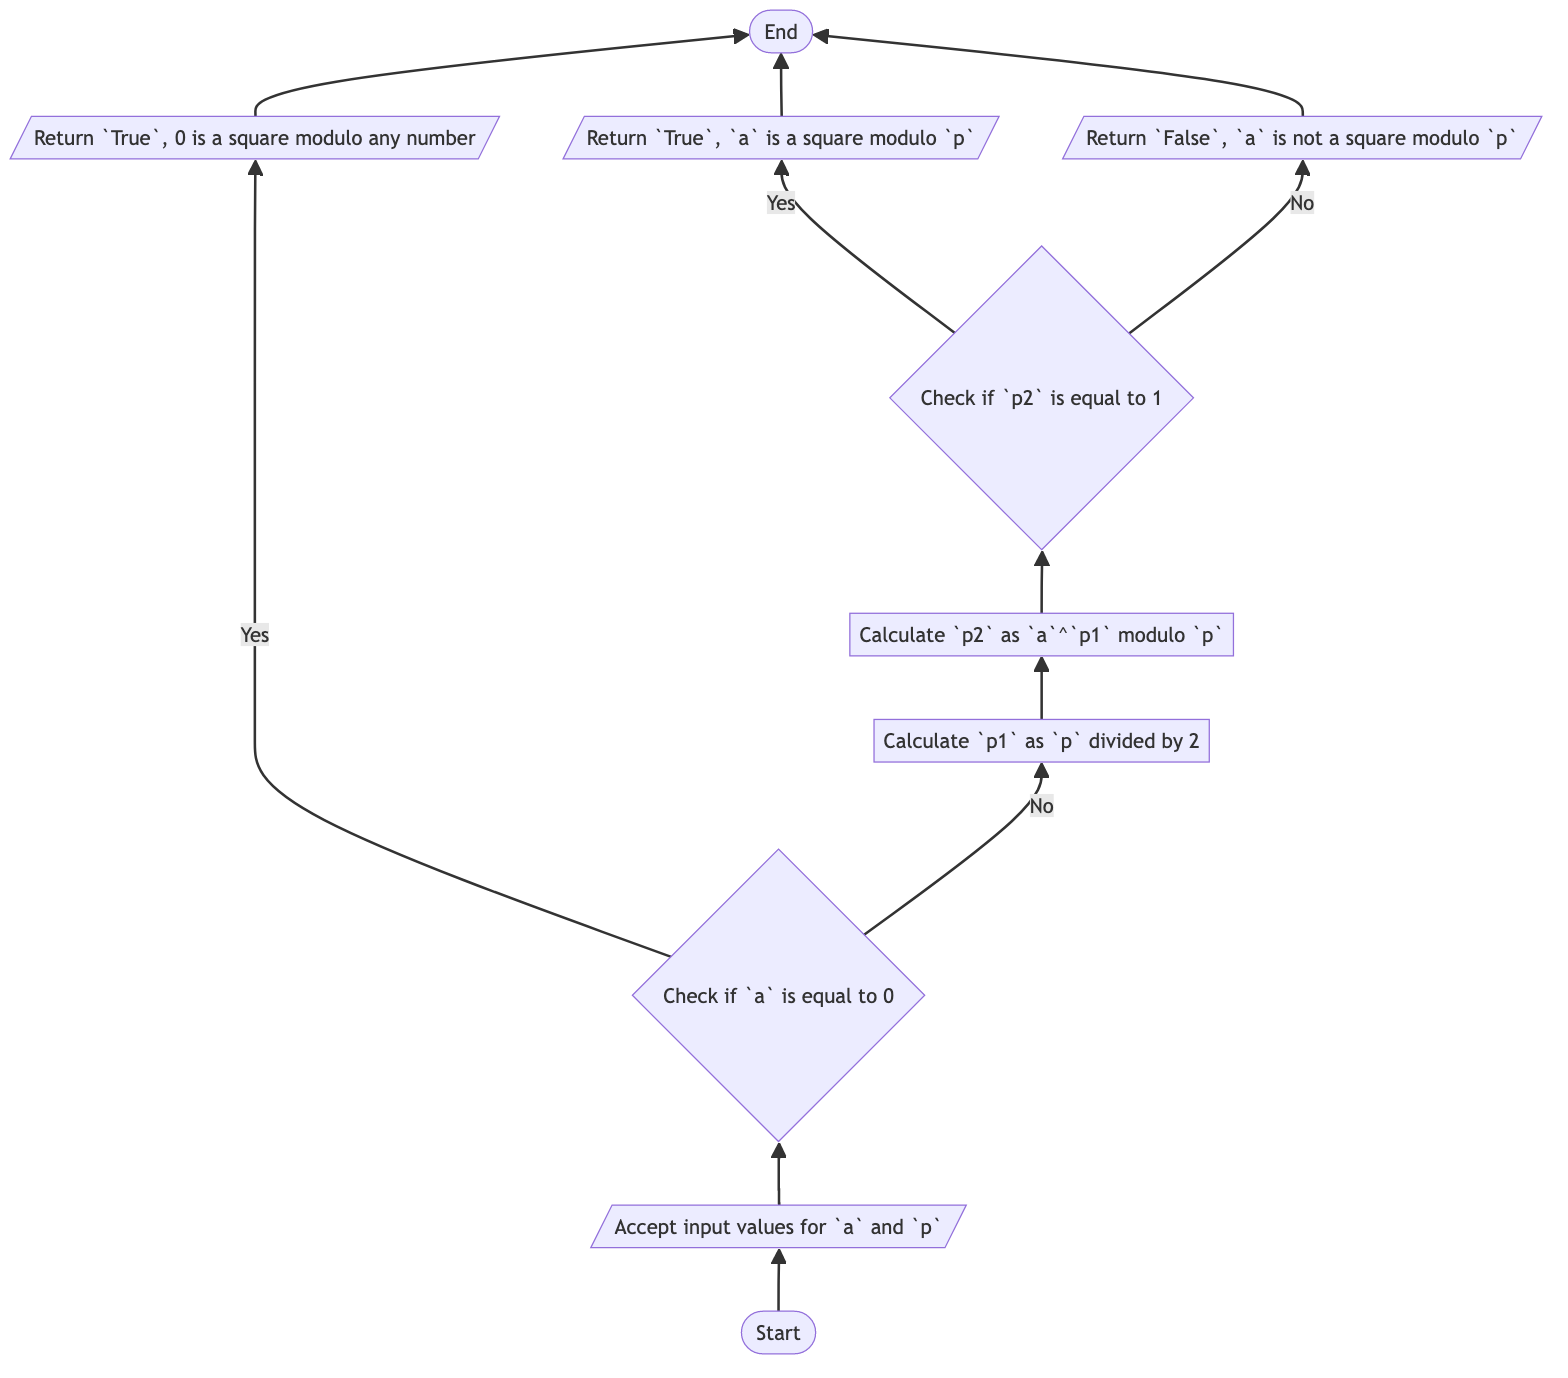 End
Return `True`, 0 is a square modulo any number
Return `True`, `a` is a square modulo `p`
Return `False`, `a` is not a square modulo `p`
Yes
No
Check if `p2` is equal to 1
Yes
Calculate `p2` as `a`^`p1` modulo `p`
Calculate `p1` as `p` divided by 2
No
Check if `a` is equal to 0
Accept input values for `a` and `p`
Start